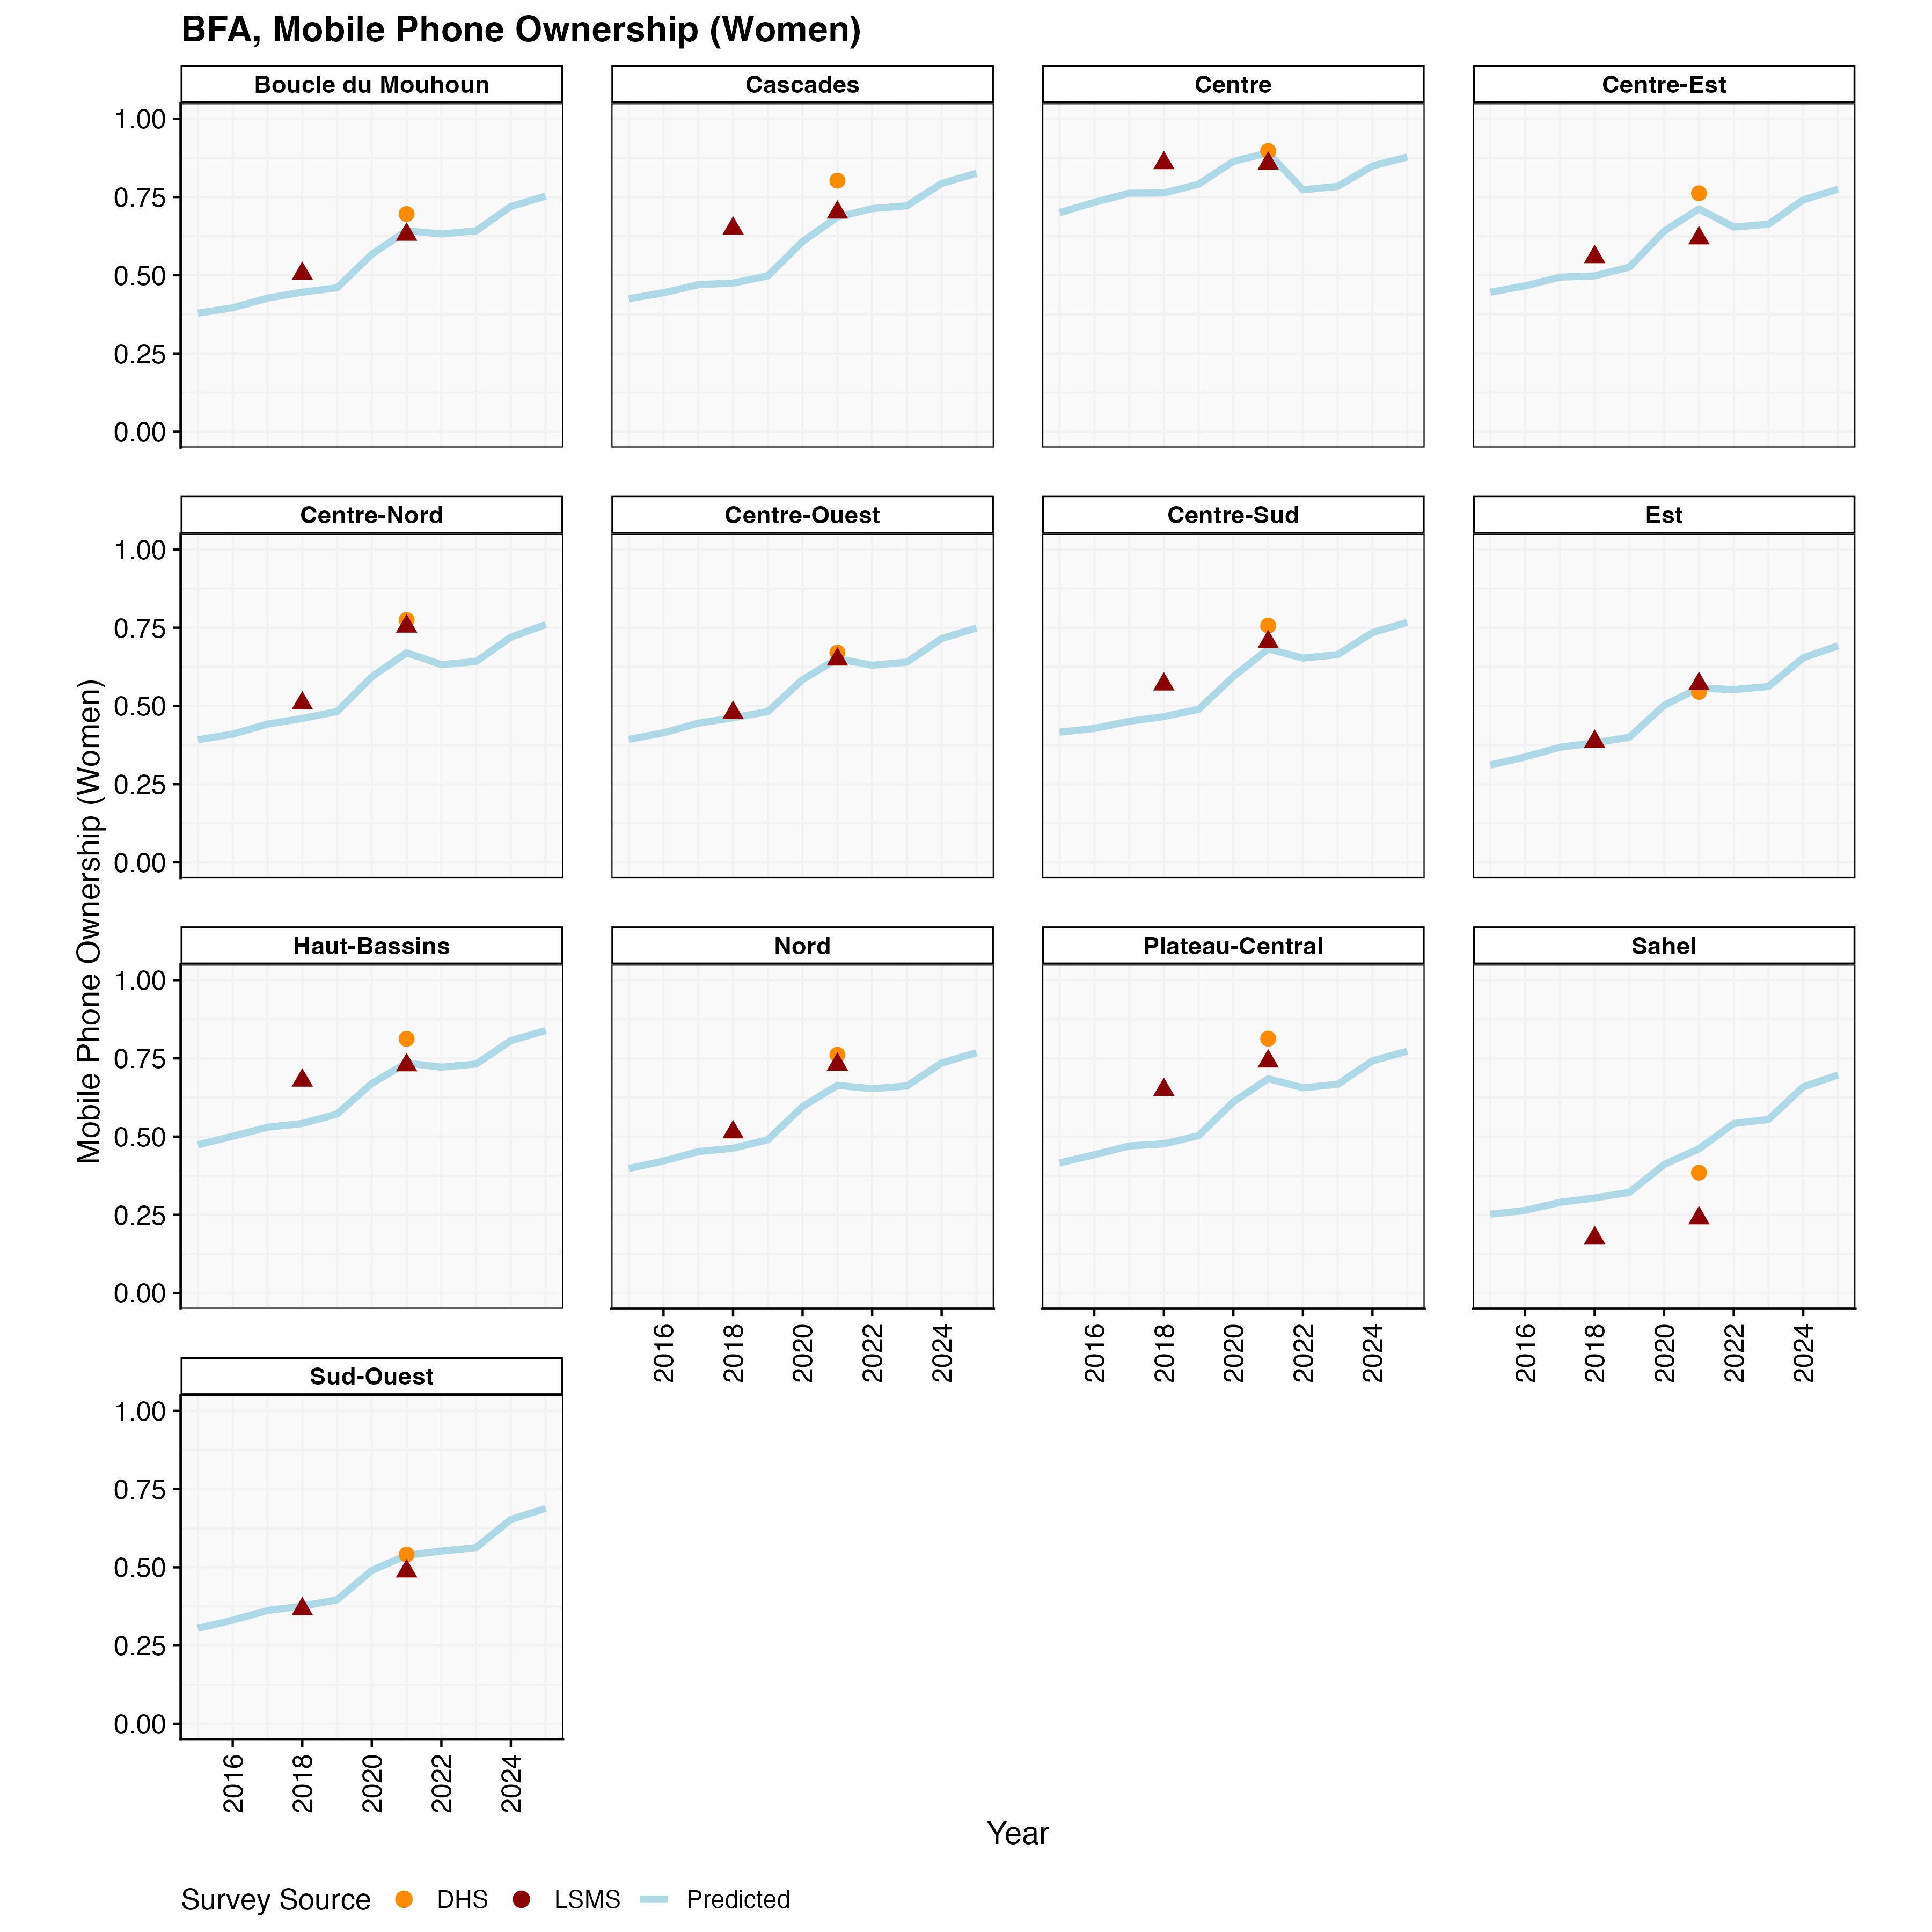 BFA, Mobile Phone Ownership (Women)
Boucle du Mouhoun
Cascades
Centre
Centre-Est
1.00
0.75
0.50
0.25
0.00
Centre-Nord
Centre-Ouest
Centre-Sud
Est
1.00
0.75
0.50
0.25
0.00
Mobile Phone Ownership (Women)
Haut-Bassins
Nord
Plateau-Central
Sahel
1.00
0.75
0.50
0.25
0.00
2016 2018 2020 2022 2024
2016 2018 2020 2022 2024
2016 2018 2020 2022 2024
Sud-Ouest
1.00
0.75
0.50
0.25
0.00
2016 2018 2020 2022 2024
Year
Survey Source DHS LSMS Predicted